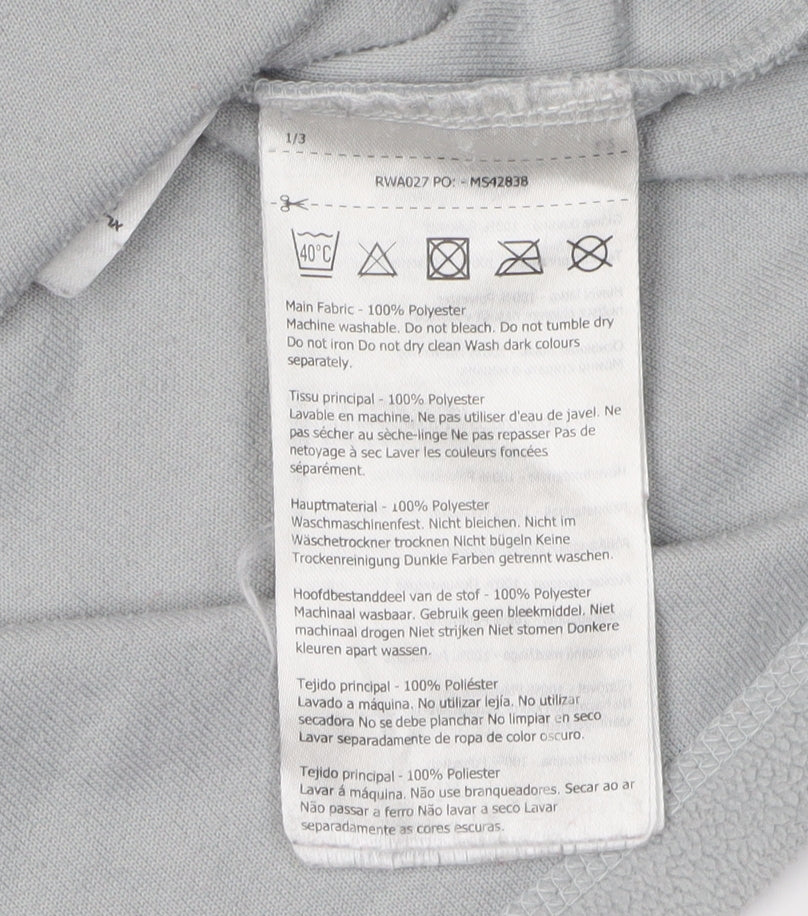 1/3
RWA027 PO: - MS42838
40°C
Main Fabric - 100% Polyester
Machine washable. Do not bleach. Do not tumble dry
Do not iron Do not dry clean Wash dark colours
separately.
Tissu principal - 100% Polyester
Lavable en machine. Ne pas utiliser d'eau de javel. Ne
pas sécher au sèche-linge Ne pas repasser Pas de
netoyage à sec Laver les couleurs foncées
séparément.
Hauptmaterial - 100% Polyester
Waschmaschinenfest. Nicht bleichen. Nicht im
Wäschetrockner trocknen Nicht bügeln Keine
Trockenreinigung Dunkle Farben getrennt waschen.
Hoofdbestanddeel van de stof - 100% Polyester
Machinaal wasbaar. Gebruik geen bleekmiddel. Niet
machinaal drogen Niet strijken Niet stomen Donkere
kleuren apart wassen.
Tejido principal - 100% Poliéster
Lavado a máquina. No utilizar lejía. No utilizar
secadora No se debe planchar No limpiar en seco
Lavar separadamente de ropa de color oscuro.
Tejido principal - 100% Poliester
Lavar á máquina. Não use branqueadores. Secar ao ar
Não passar a ferro Não lavar a seco Lavar
separadamente as cores escuras.